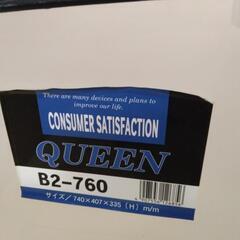 There are many devices and plans to
improve our life.
CONSUMER SATISFACTION
QUEEN
B2-760
サイズ/740×407×335（H）m/m